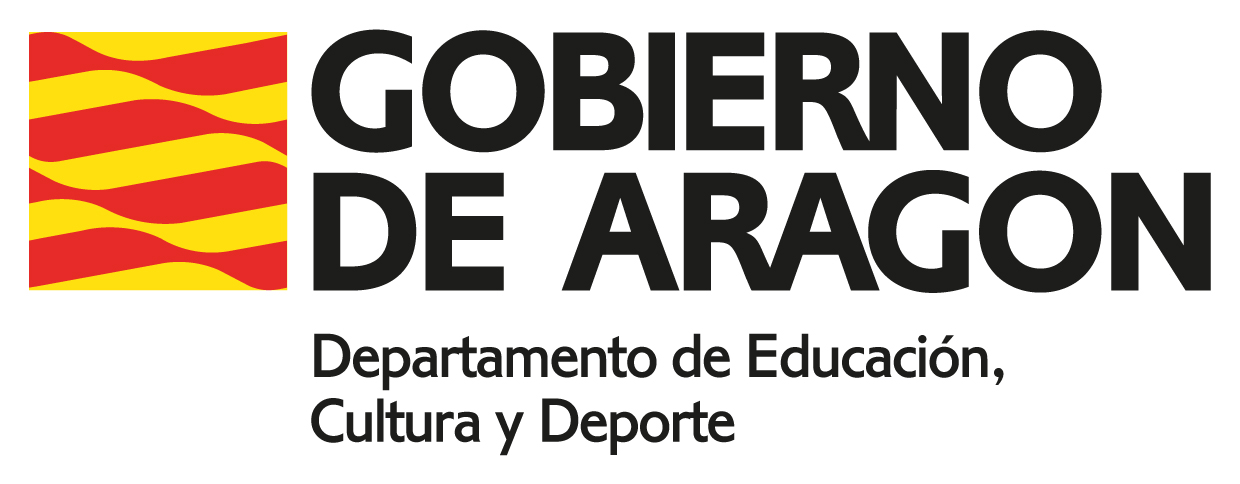 GOBIERNO
DE ARAGON
Departamento de Educación,
Cultura y Deporte